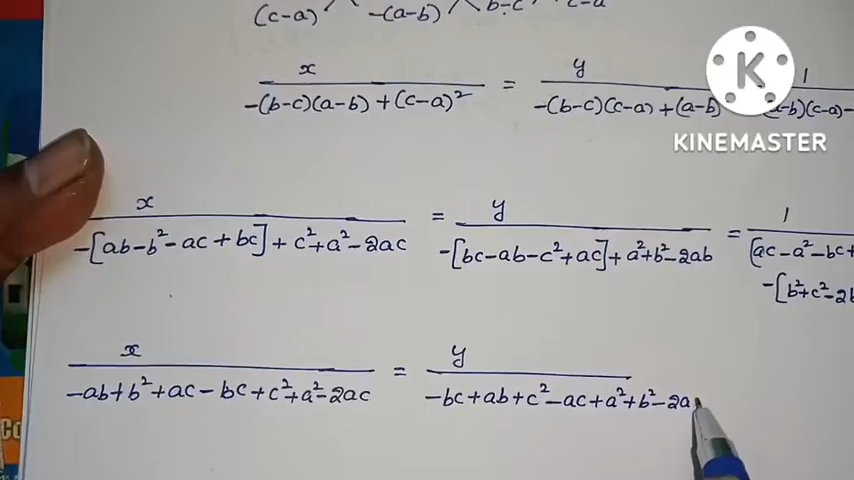 (c-a) -(a-b) b-c c-a
x / -(b-c)(a-b)+(c-a)² = y / -(b-c)(c-a)+(a-b) 1 / -b)(c-a)-
KINEMASTER
x / -[ab-b²-ac+bc]+c²+a²-2ac = y / -[bc-ab-c²+ac]+a²+b²-2ab = 1 / [ac-a²-bc+
-[b²+c²-2b
x / -ab+b²+ac-bc+c²+a²-2ac = y / -bc+ab+c²-ac+a²+b²-2a